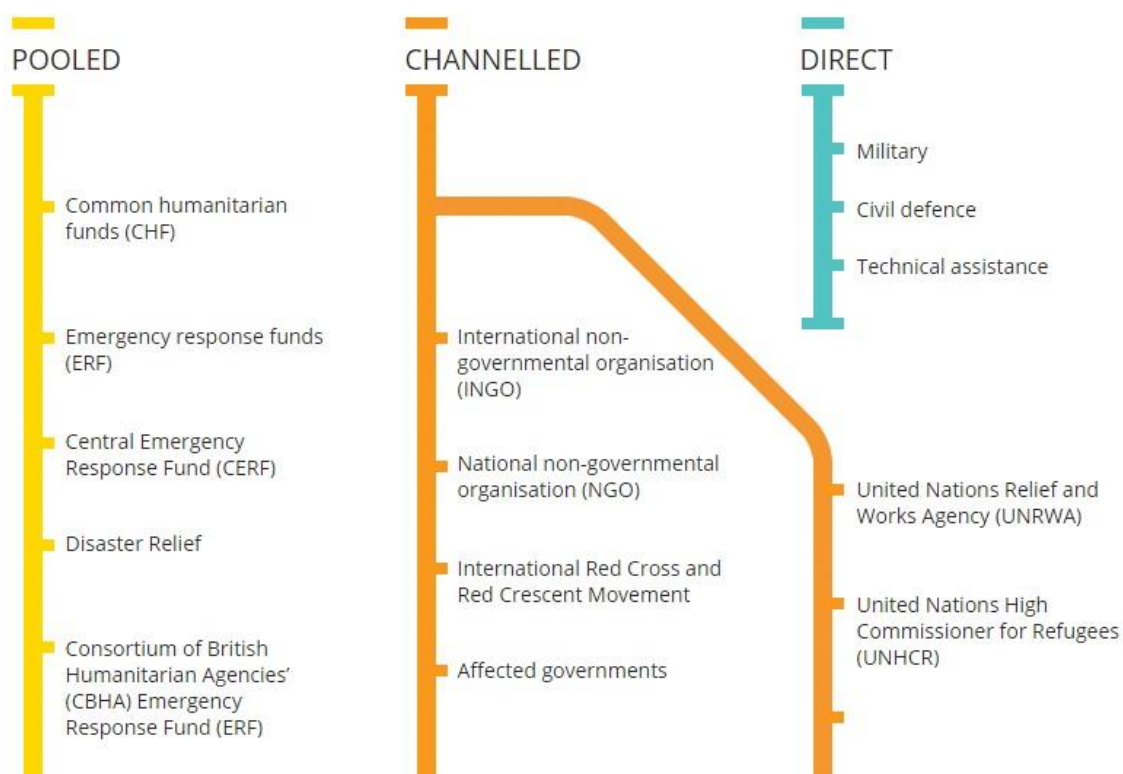 POOLED
Common humanitarian
funds (CHF)
Emergency response funds
(ERF)
Central Emergency
Response Fund (CERF)
Disaster Relief
Consortium of British
Humanitarian Agencies’
(CBHA) Emergency
Response Fund (ERF)
CHANNELLED
International non-
governmental organisation
(INGO)
National non-governmental
organisation (NGO)
International Red Cross and
Red Crescent Movement
Affected governments
DIRECT
Military
Civil defence
Technical assistance
United Nations Relief and
Works Agency (UNRWA)
United Nations High
Commissioner for Refugees
(UNHCR)